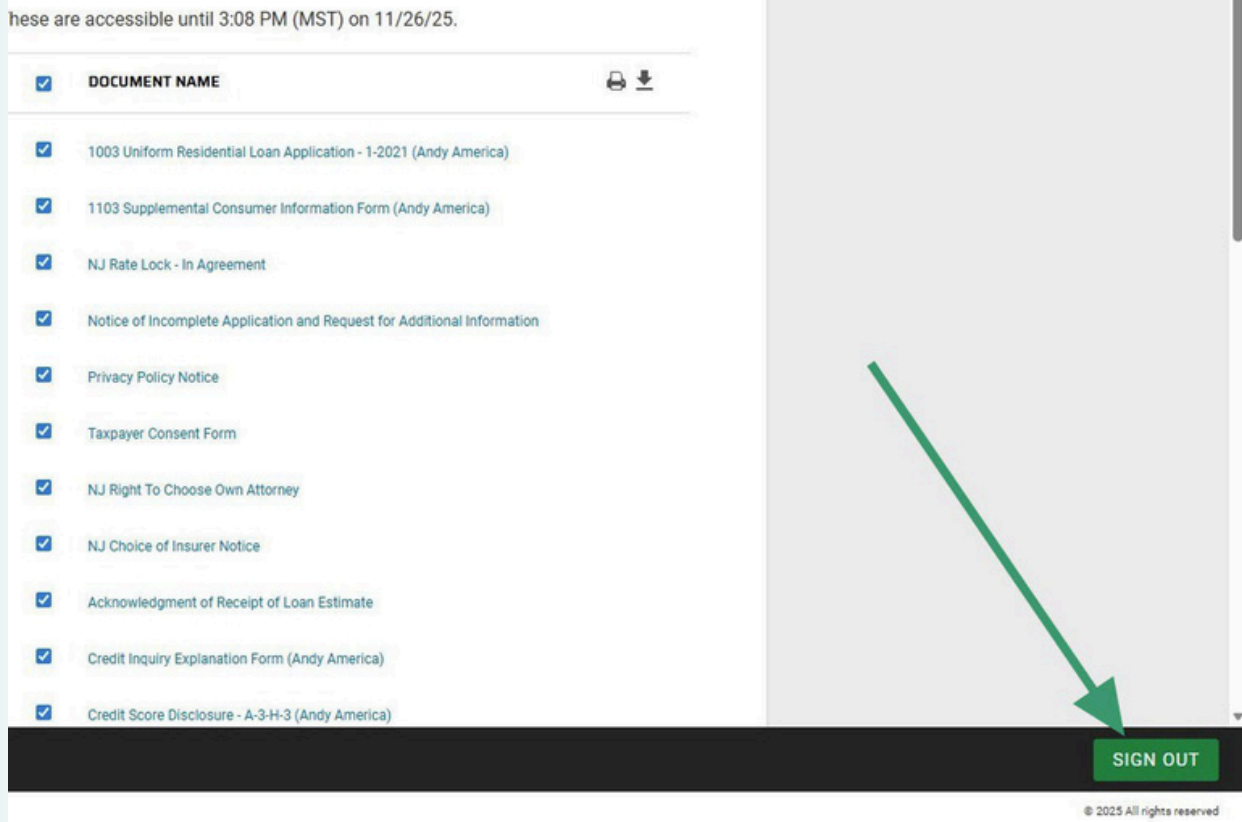 hese are accessible until 3:08 PM (MST) on 11/26/25.
DOCUMENT NAME
1003 Uniform Residential Loan Application - 1-2021 (Andy America)
1103 Supplemental Consumer Information Form (Andy America)
NJ Rate Lock - In Agreement
Notice of Incomplete Application and Request for Additional Information
Privacy Policy Notice
Taxpayer Consent Form
NJ Right To Choose Own Attorney
NJ Choice of Insurer Notice
Acknowledgment of Receipt of Loan Estimate
Credit Inquiry Explanation Form (Andy America)
Credit Score Disclosure - A-3-H-3 (Andy America)
SIGN OUT
© 2025 All rights reserved